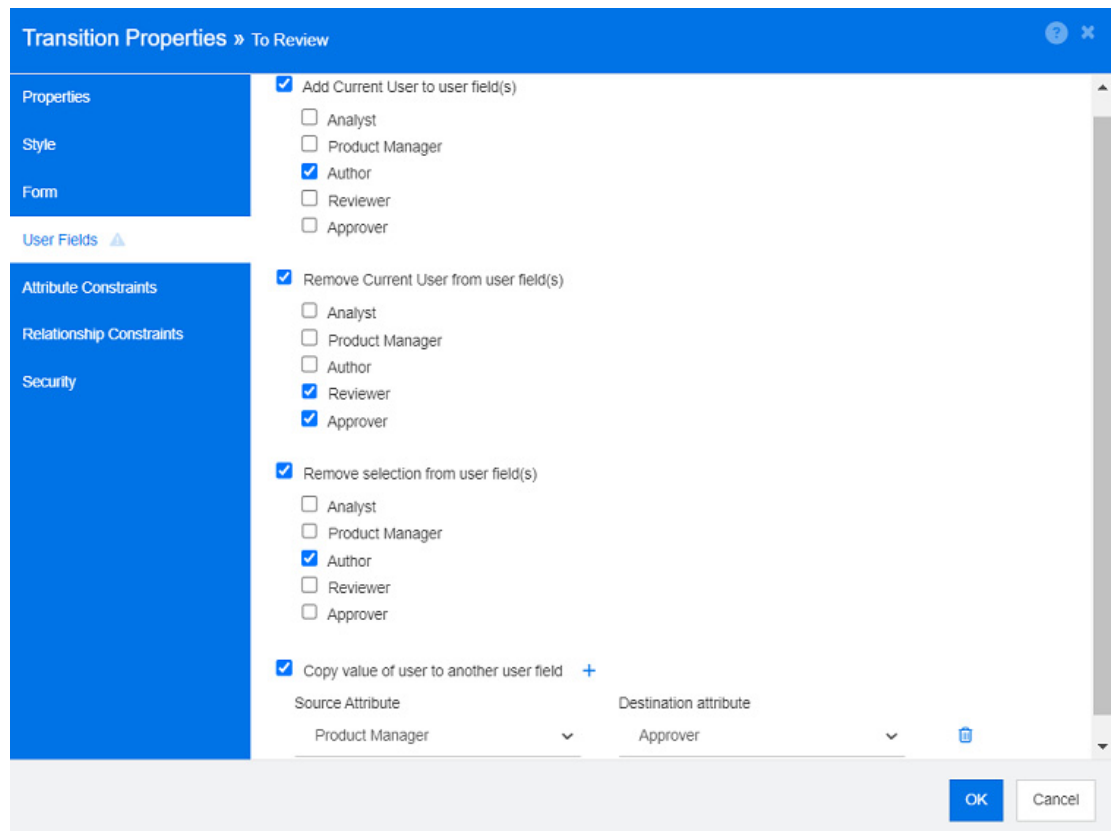 Transition Properties » To Review
Properties
Style
Form
User Fields
Attribute Constraints
Relationship Constraints
Security
Add Current User to user field(s)
Analyst
Product Manager
Author
Reviewer
Approver
Remove Current User from user field(s)
Analyst
Product Manager
Author
Reviewer
Approver
Remove selection from user field(s)
Analyst
Product Manager
Author
Reviewer
Approver
Copy value of user to another user field +
Source Attribute Destination attribute
Product Manager Approver
OK Cancel